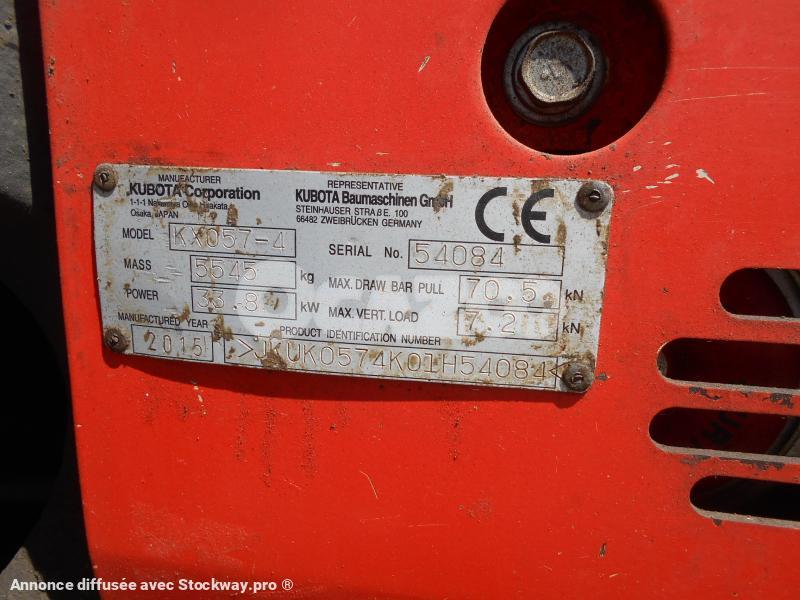 MANUFACTURER
KUBOTA Corporation
Osaka, JAPAN
REPRESENTATIVE
KUBOTA Baumaschinen GmbH
STEINHAUSER STRAßE. 100
66482 ZWEIBRÜCKEN GERMANY
CE
MODEL KX057-4
SERIAL No. 54084
MASS 5545 kg
MAX. DRAW BAR PULL 70.5 kN
POWER 33.8 kW
MAX. VERT. LOAD 7.2 kN
MANUFACTURED YEAR
2015
PRODUCT IDENTIFICATION NUMBER
>JKUK0574K01H54084<
Annonce diffusée avec Stockway.pro ®